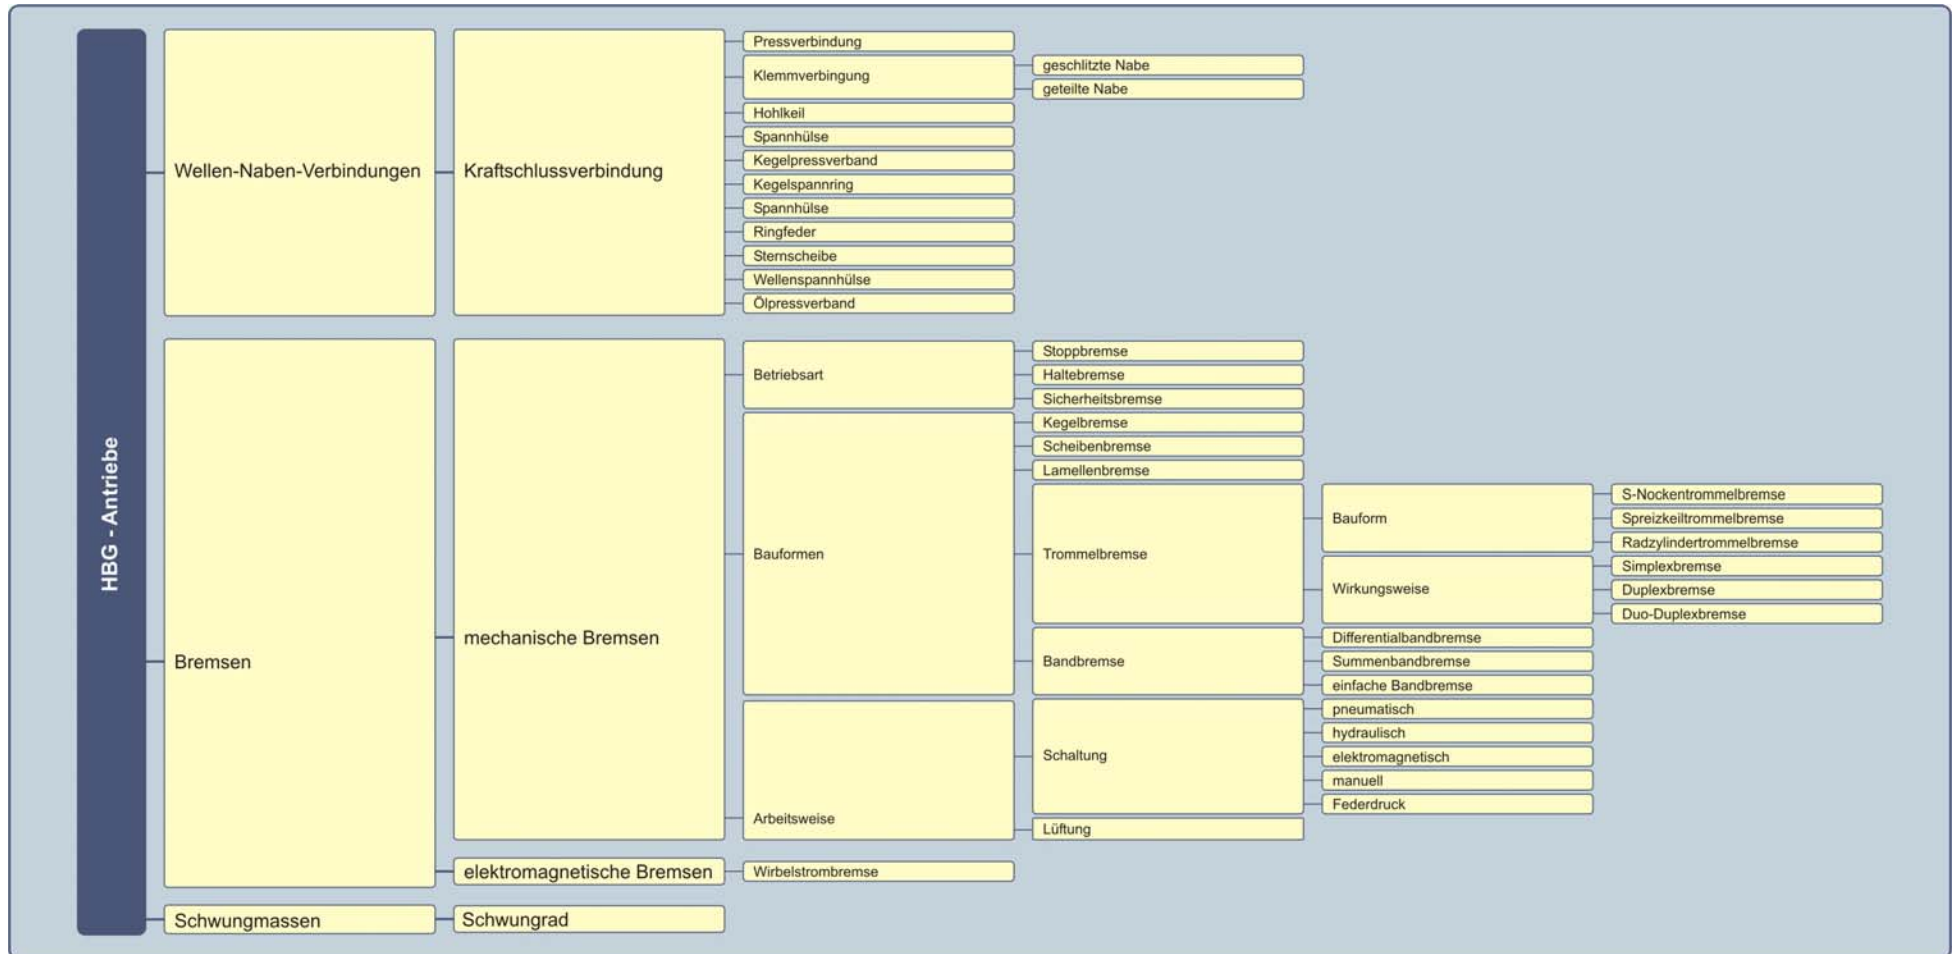 HBG - Antriebe
Wellen-Naben-Verbindungen
Kraftschlussverbindung
Pressverbindung
Klemmverbingung
geschlitzte Nabe
geteilte Nabe
Hohlkeil
Spannhülse
Kegelpressverband
Kegelspannring
Spannhülse
Ringfeder
Sternscheibe
Wellenspannhülse
Ölpressverband
Bremsen
mechanische Bremsen
Betriebsart
Stoppbremse
Haltebremse
Sicherheitsbremse
Bauformen
Kegelbremse
Scheibenbremse
Lamellenbremse
Trommelbremse
Bauform
S-Nockentrommelbremse
Spreizkeiltrommelbremse
Radzylindertrommelbremse
Wirkungsweise
Simplexbremse
Duplexbremse
Duo-Duplexbremse
Bandbremse
Differentialbandbremse
Summenbandbremse
einfache Bandbremse
Arbeitsweise
Schaltung
pneumatisch
hydraulisch
elektromagnetisch
manuell
Federdruck
Lüftung
elektromagnetische Bremsen
Wirbelstrombremse
Schwungmassen
Schwungrad